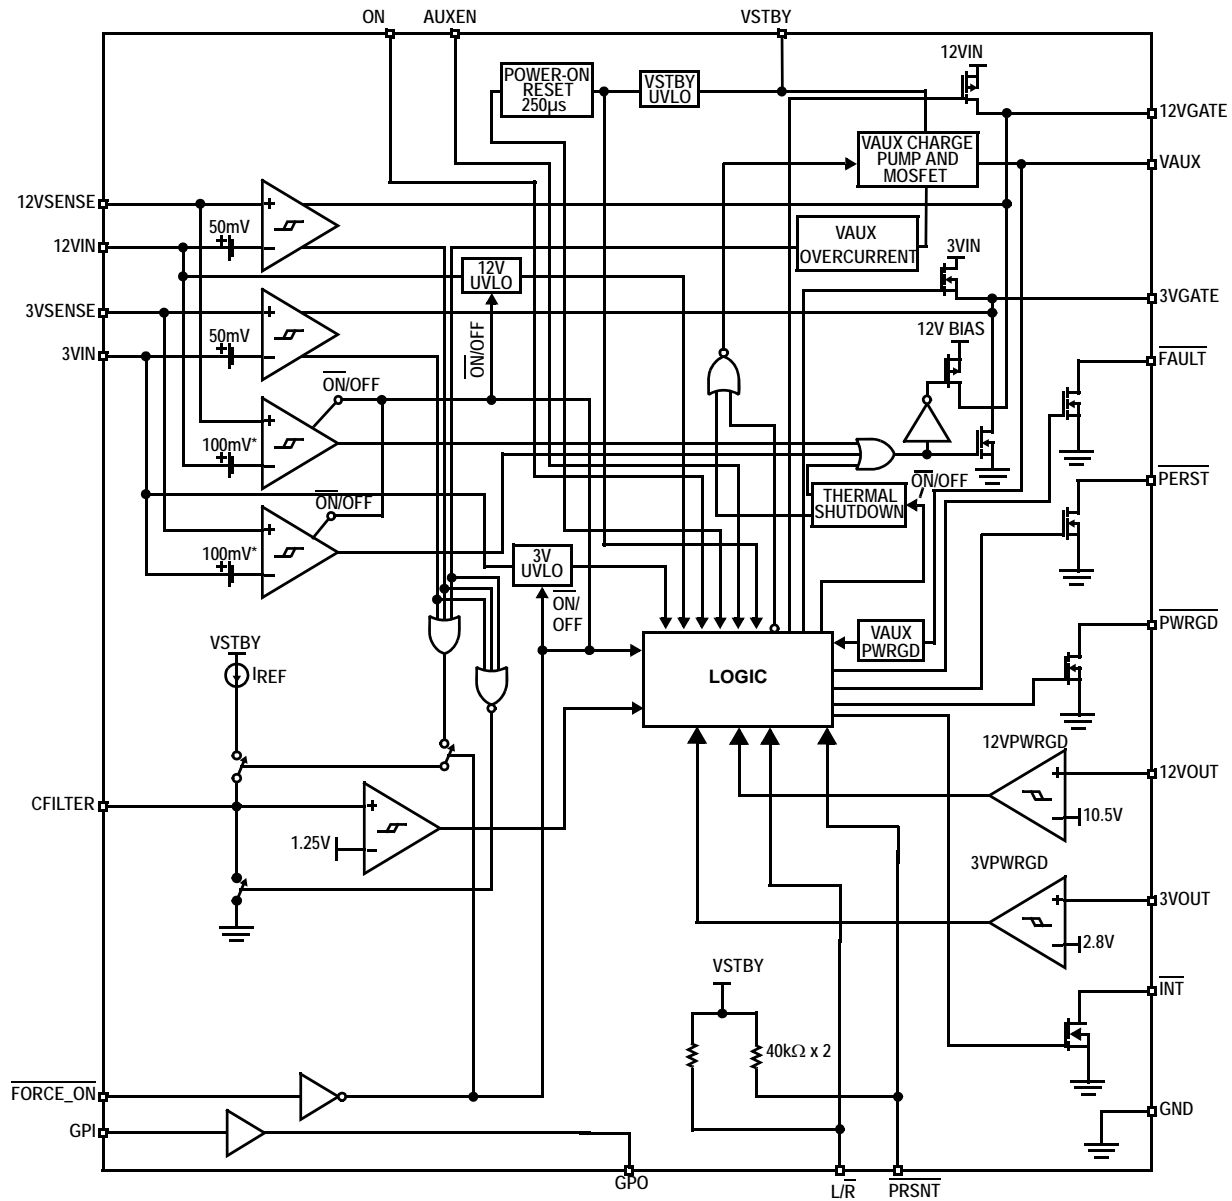 ON
AUXEN
VSTBY
12VIN
POWER-ON
RESET
250µs
VSTBY
UVLO
12VGATE
VAUX CHARGE
PUMP AND
MOSFET
VAUX
12VSENSE
+
50mV
+
-
12VIN
VAUX
OVERCURRENT
3VIN
12V
UVLO
3VGATE
3VSENSE
+
50mV
+
-
3VIN
ON/OFF
12V BIAS
FAULT
ON/OFF
+
100mV*
+
-
ON/OFF
THERMAL
SHUTDOWN
ON/OFF
PERST
+
100mV*
+
-
3V
UVLO
ON/
OFF
VSTBY
IREF
LOGIC
VAUX
PWRGD
PWRGD
12VPWRGD
+
12VOUT
-
10.5V
CFILTER
+
1.25V
-
3VPWRGD
+
3VOUT
-
2.8V
VSTBY
INT
40kΩ x 2
FORCE_ON
GND
GPI
GPO
L/R
PRSNT